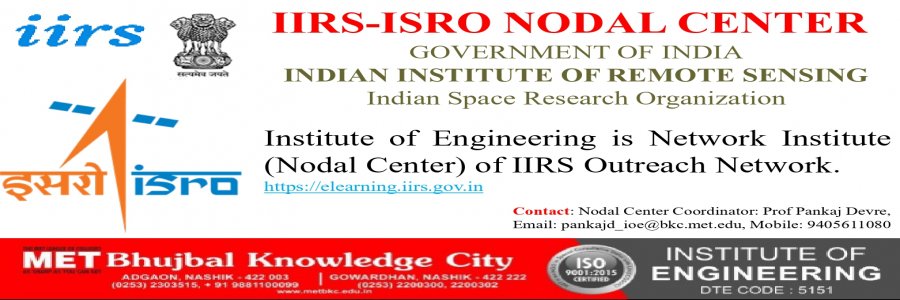 iirs
सत्यमेव जयते
इसरो isro
IIRS-ISRO NODAL CENTER
GOVERNMENT OF INDIA
INDIAN INSTITUTE OF REMOTE SENSING
Indian Space Research Organization
Institute of Engineering is Network Institute
(Nodal Center) of IIRS Outreach Network.
https://elearning.iirs.gov.in
Contact: Nodal Center Coordinator: Prof Pankaj Devre,
Email: pankajd_ioe@bkc.met.edu, Mobile: 9405611080
MET Bhujbal Knowledge City
ADGAON, NASHIK - 422 003
(0253) 2303515, + 91 9881100099
GOWARDHAN, NASHIK - 422 222
(0253) 2200300, 2200302
www.metbkc.edu.in
ISO
9001:2015
CERTIFIED
INSTITUTE OF
ENGINEERING
DTE CODE : 5151